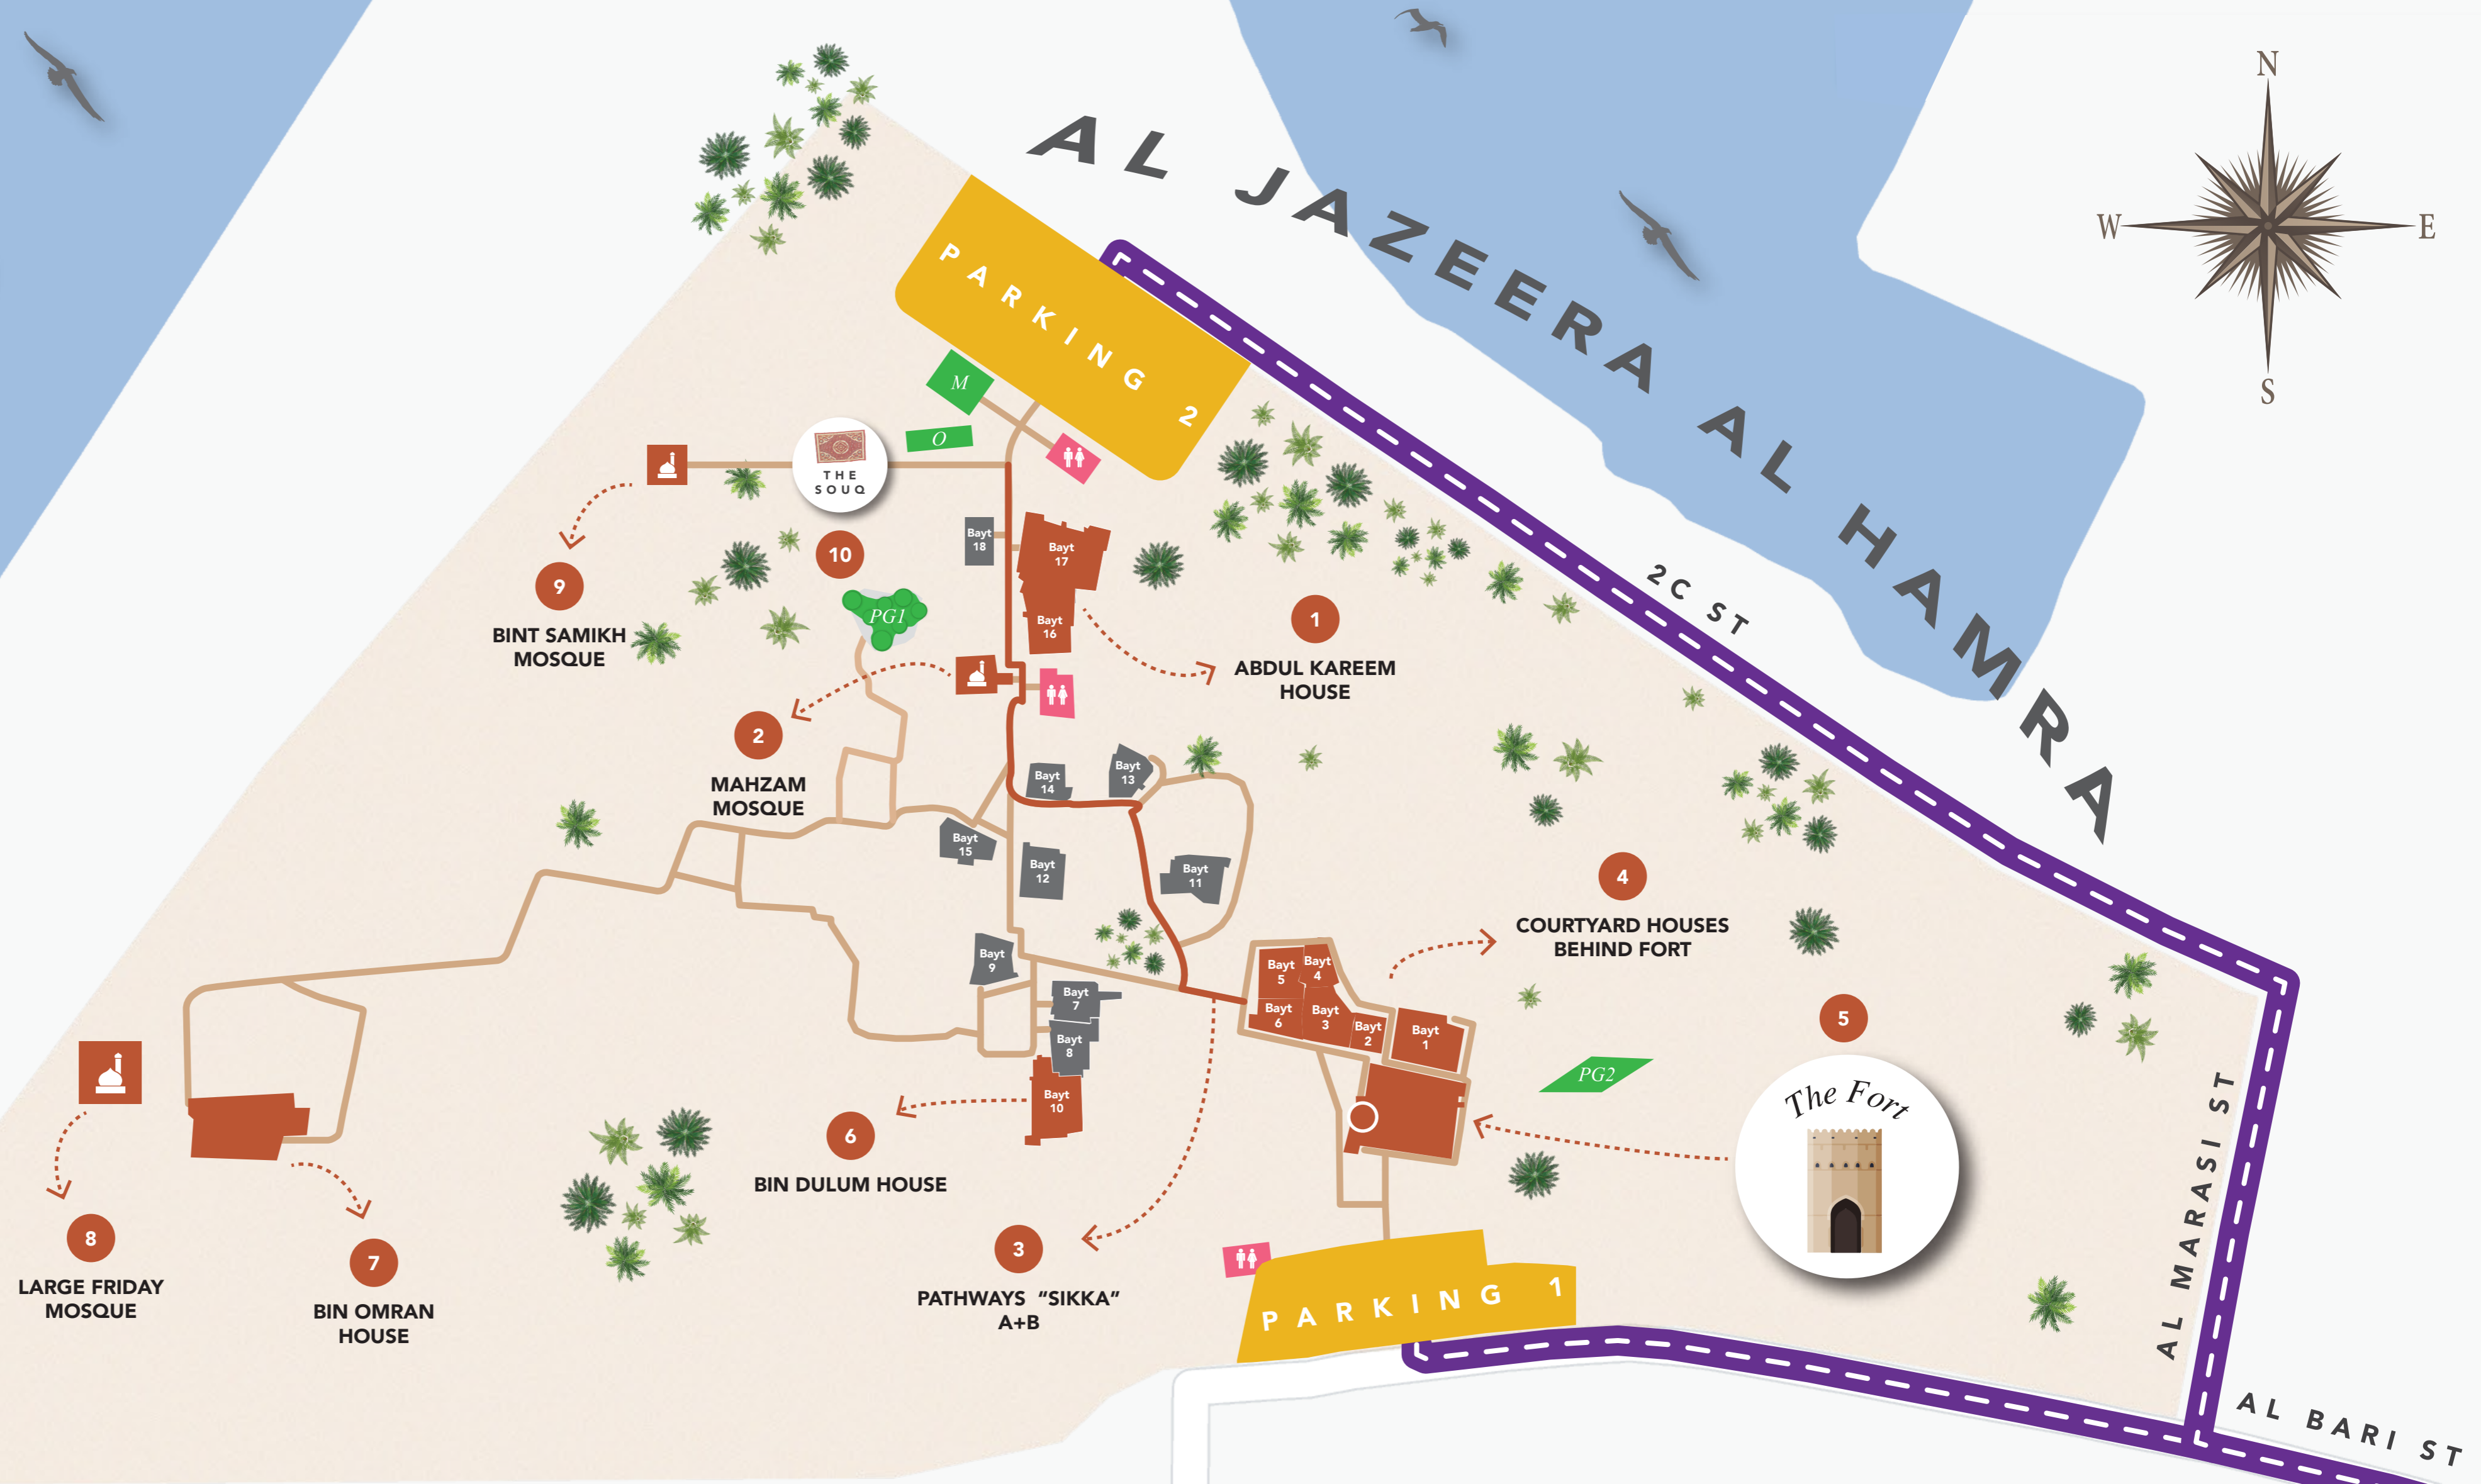 N
W
E
S
AL JAZEERA AL HAMRA
PARKING 2
M
O
THE
SOUQ
Bayt
18
Bayt
17
Bayt
16
10
9
BINT SAMIKH
MOSQUE
PG1
1
ABDUL KAREEM
HOUSE
2C ST
2
MAHZAM
MOSQUE
Bayt
14
Bayt
13
Bayt
15
Bayt
12
Bayt
11
4
COURTYARD HOUSES
BEHIND FORT
Bayt
9
Bayt
7
Bayt
8
Bayt
10
Bayt
5
Bayt
4
Bayt
6
Bayt
3
Bayt
2
Bayt
1
5
The Fort
PG2
6
BIN DULUM HOUSE
3
PATHWAYS "SIKKA"
A+B
8
LARGE FRIDAY
MOSQUE
7
BIN OMRAN
HOUSE
PARKING 1
AL MARASI ST
AL BARI ST